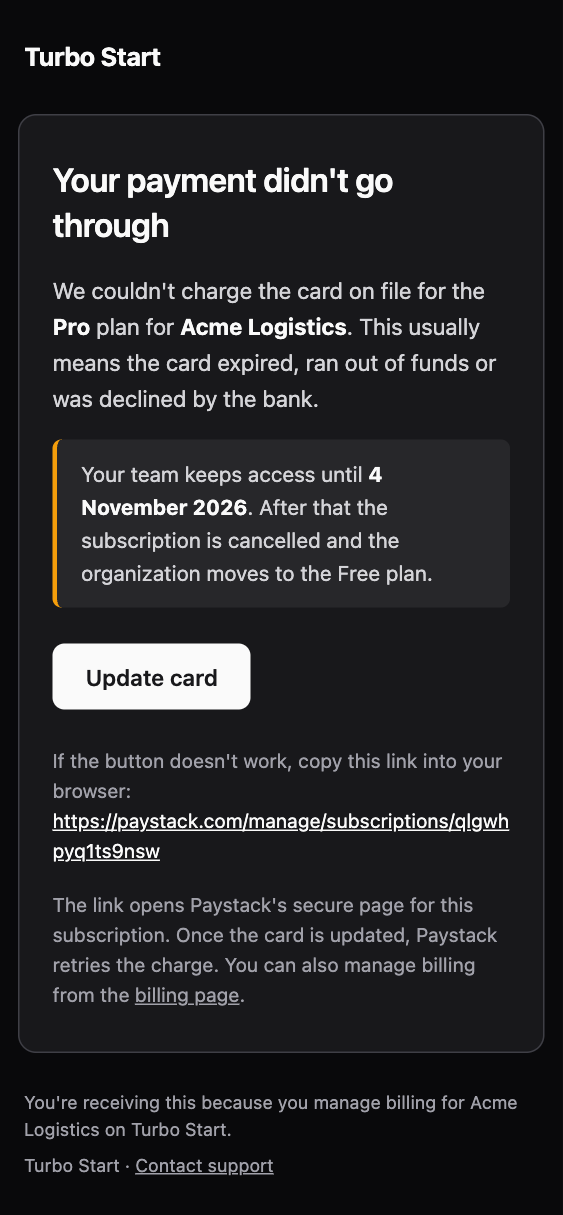 Turbo Start
Your payment didn't go
through
We couldn't charge the card on file for the
Pro plan for Acme Logistics. This usually
means the card expired, ran out of funds or
was declined by the bank.
Your team keeps access until 4
November 2026. After that the
subscription is cancelled and the
organization moves to the Free plan.
Update card
If the button doesn't work, copy this link into your
browser:
https://paystack.com/manage/subscriptions/qlgwh
pyq1ts9nsw
The link opens Paystack's secure page for this
subscription. Once the card is updated, Paystack
retries the charge. You can also manage billing
from the billing page.
You're receiving this because you manage billing for Acme
Logistics on Turbo Start.
Turbo Start · Contact support